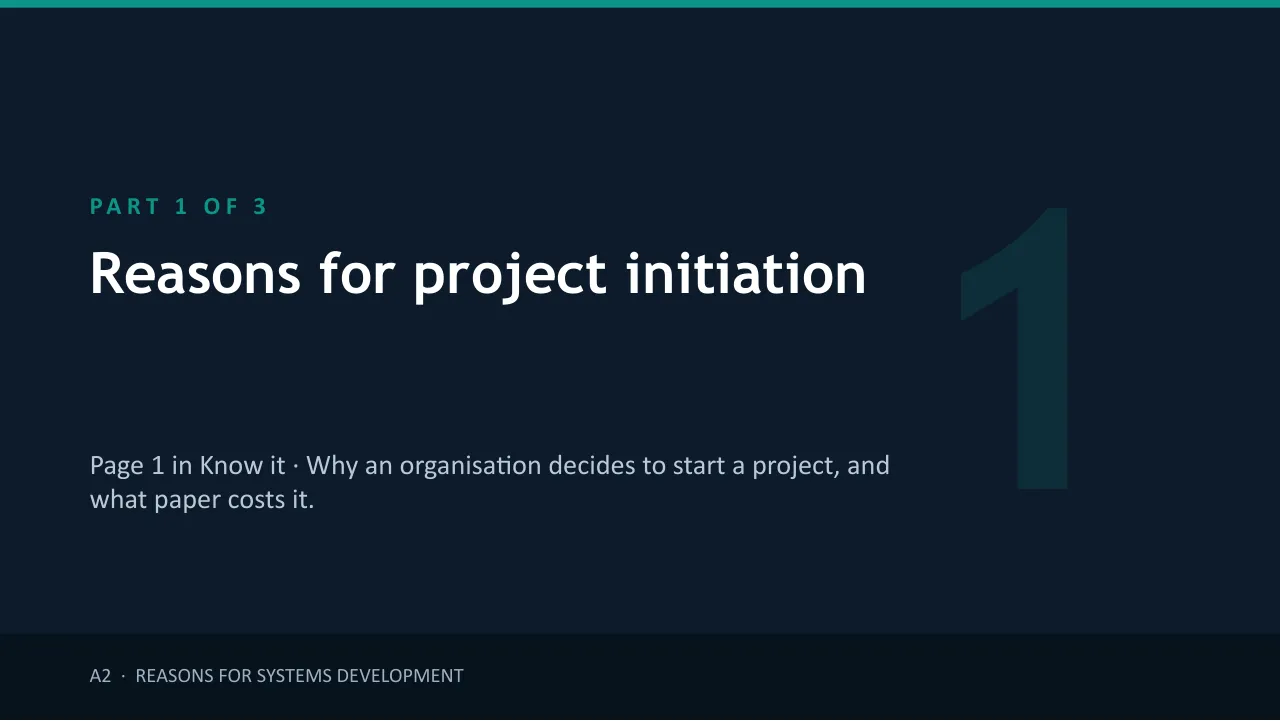 PART 1 OF 3
Reasons for project initiation
1
Page 1 in Know it · Why an organisation decides to start a project, and
what paper costs it.
A2 · REASONS FOR SYSTEMS DEVELOPMENT